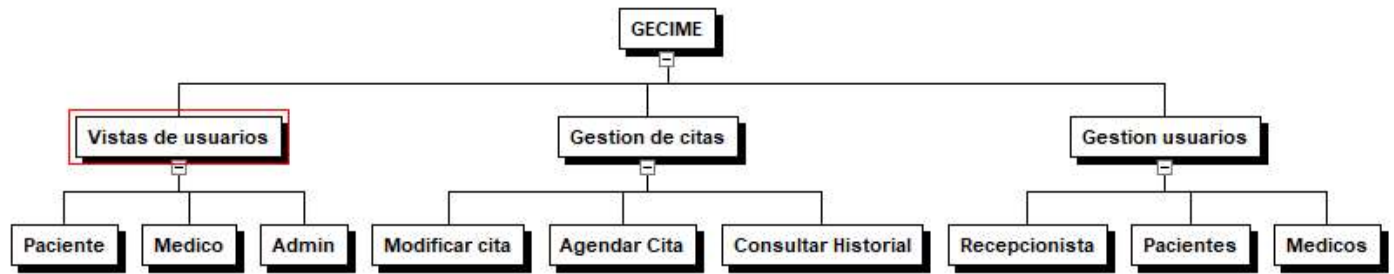 GECIME
Vistas de usuarios
Gestion de citas
Gestion usuarios
Paciente
Medico
Admin
Modificar cita
Agendar Cita
Consultar Historial
Recepcionista
Pacientes
Medicos